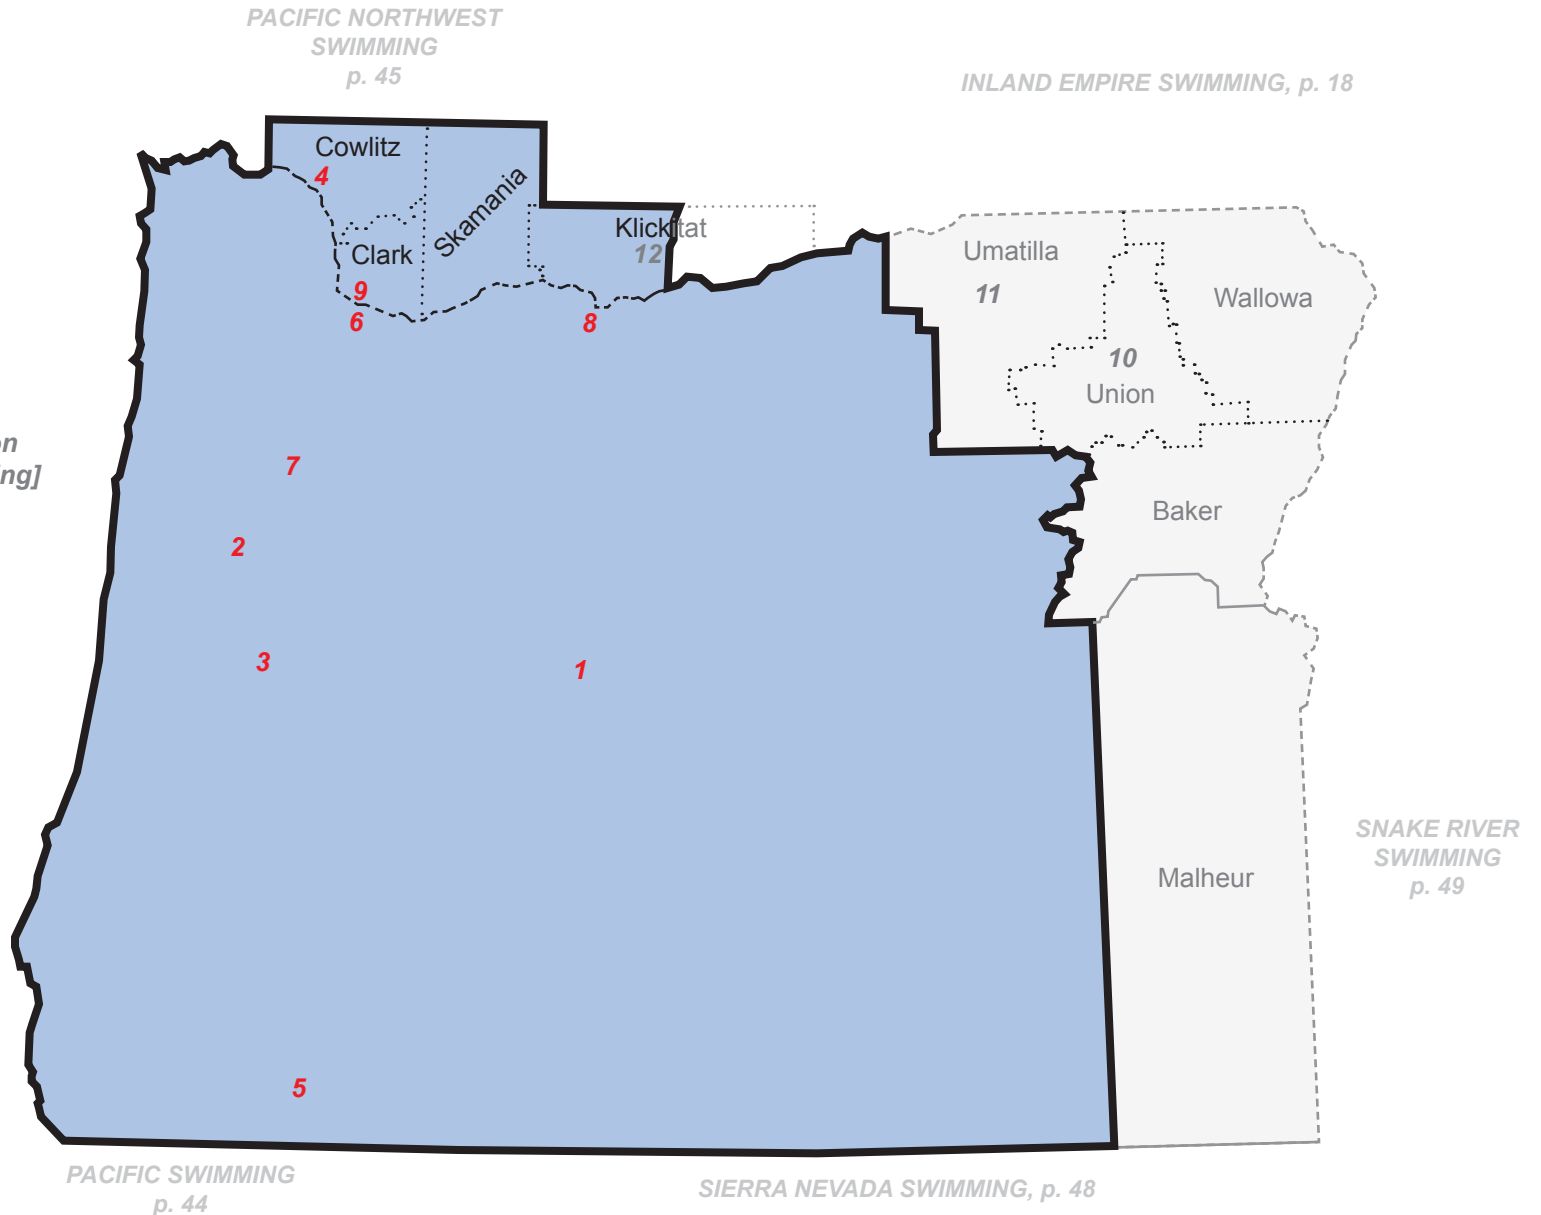 PACIFIC NORTHWEST
SWIMMING
p. 45
INLAND EMPIRE SWIMMING, p. 18
Cowlitz
4
Skamania
Klickitat
12
Clark
9
6
8
Umatilla
11
Wallowa
10
Union
on
ing]
7
Baker
2
3
1
SNAKE RIVER
SWIMMING
p. 49
Malheur
5
PACIFIC SWIMMING
p. 44
SIERRA NEVADA SWIMMING, p. 48